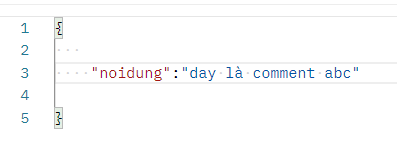 1 {
2
3 "noidung":"day là comment abc"
4
5 }